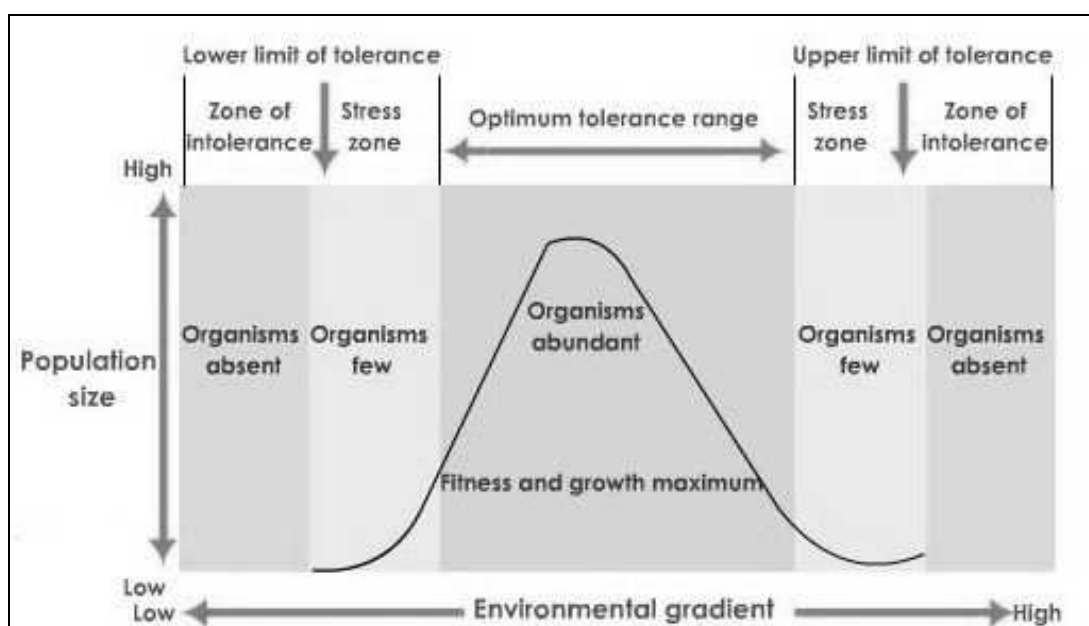 Lower limit of tolerance
Upper limit of tolerance
Zone of
intolerance
Stress
zone
Optimum tolerance range
Stress
zone
Zone of
intolerance
High
Population
size
Organisms
absent
Organisms
few
Organisms
abundant
Organisms
few
Organisms
absent
Fitness and growth maximum
Low
Low
Environmental gradient
High